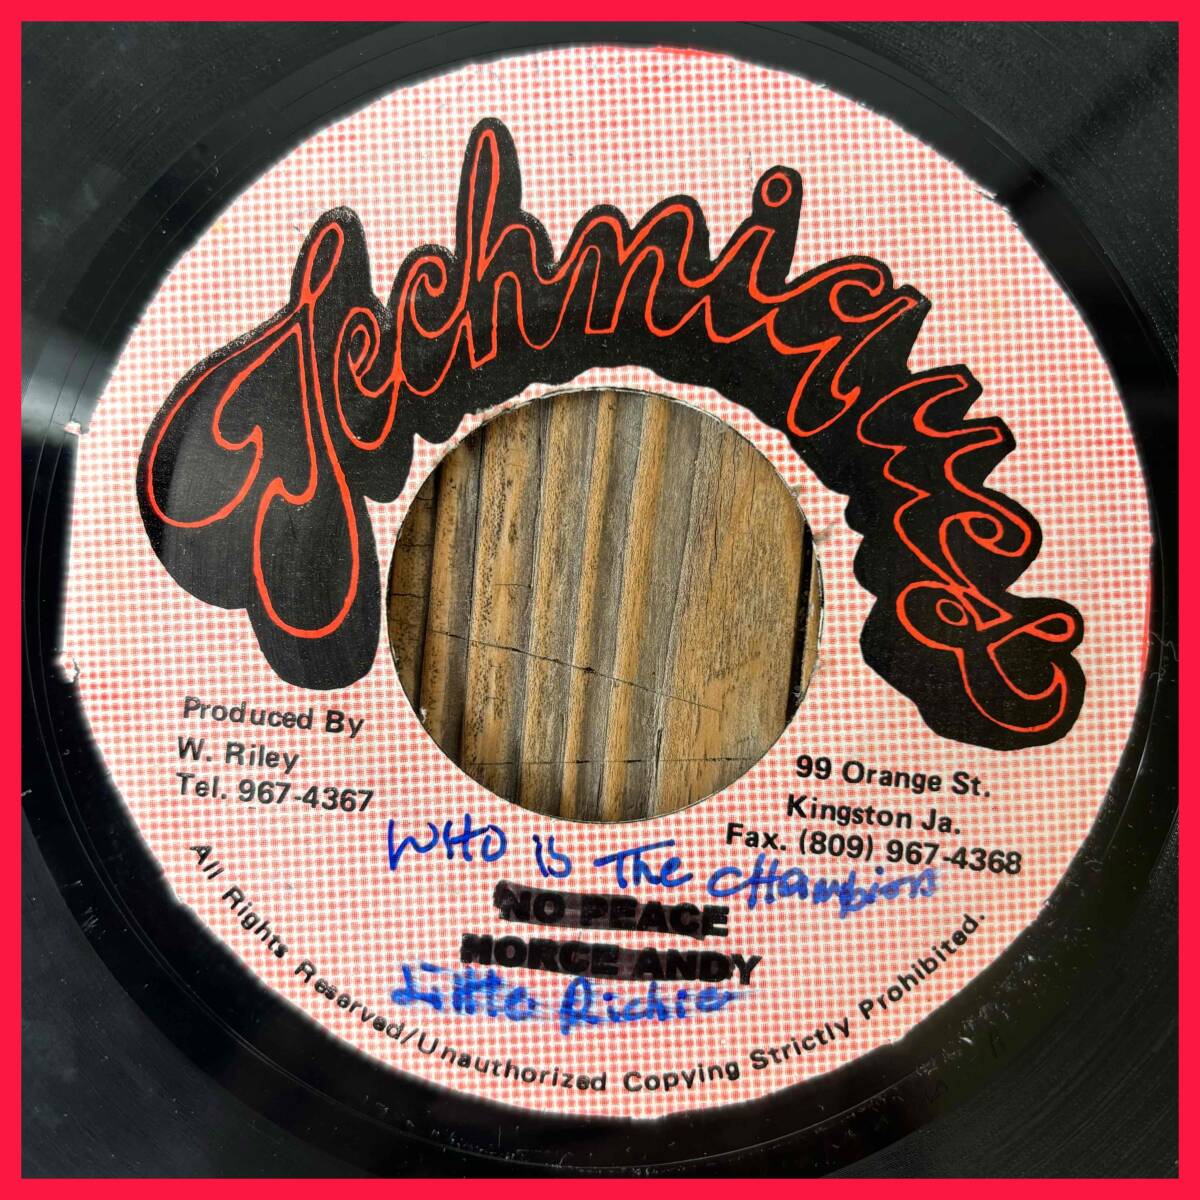 Techniques
Produced By
W. Riley
Tel. 967-4367
99 Orange St.
Kingston Ja.
Fax. (809) 967-4368
WHO is The cHampions
NO PEACE
HORCE ANDY
Little Richie
All Rights Reserved/Unauthorized Copying Strictly Prohibited.